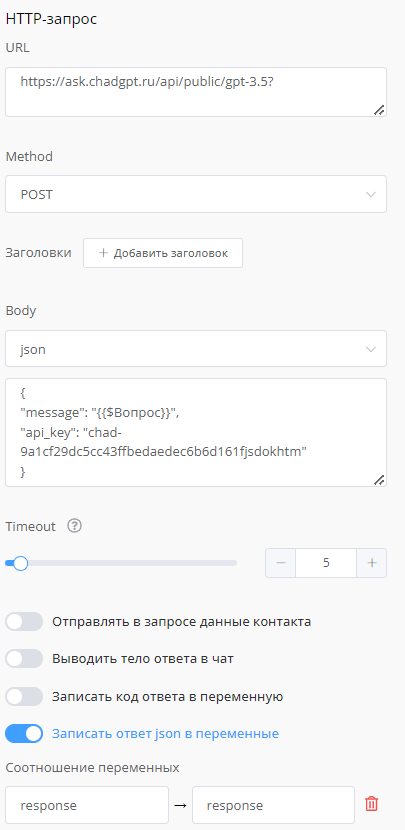 HTTP-запрос
URL
https://ask.chadgpt.ru/api/public/gpt-3.5?
Method
POST
Заголовки + Добавить заголовок
Body
json
{
"message": "{{$Вопрос}}",
"api_key": "chad-
9a1cf29dc5cc43ffbedaedec6b6d161fjsdokhtm"
}
Timeout ?
5
Отправлять в запросе данные контакта
Выводить тело ответа в чат
Записать код ответа в переменную
Записать ответ json в переменные
Соотношение переменных
response → response